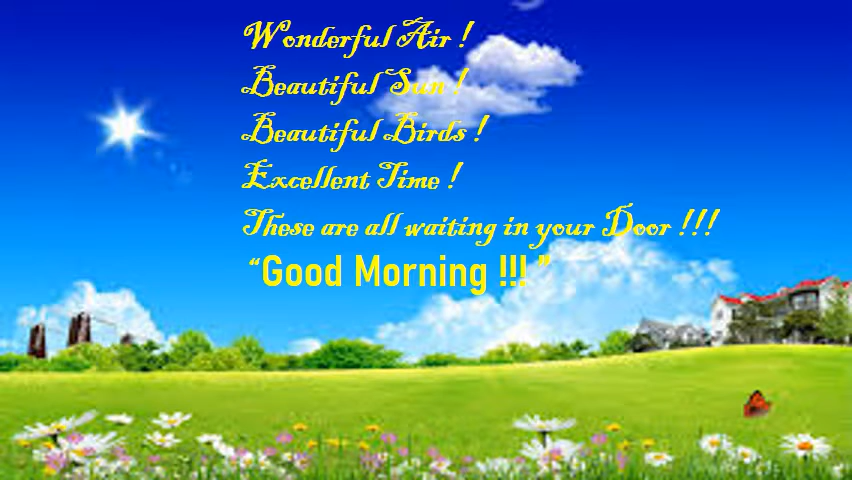 Wonderful Air !
Beautiful Sun !
Beautiful Birds !
Excellent Time !
These are all waiting in your Door !!!
“Good Morning !!! ”